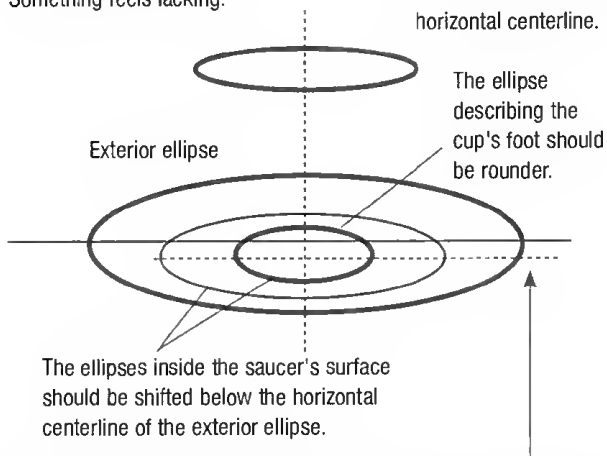 Something feels lacking.
horizontal centerline.
The ellipse
describing the
cup's foot should
be rounder.
Exterior ellipse
The ellipses inside the saucer's surface
should be shifted below the horizontal
centerline of the exterior ellipse.